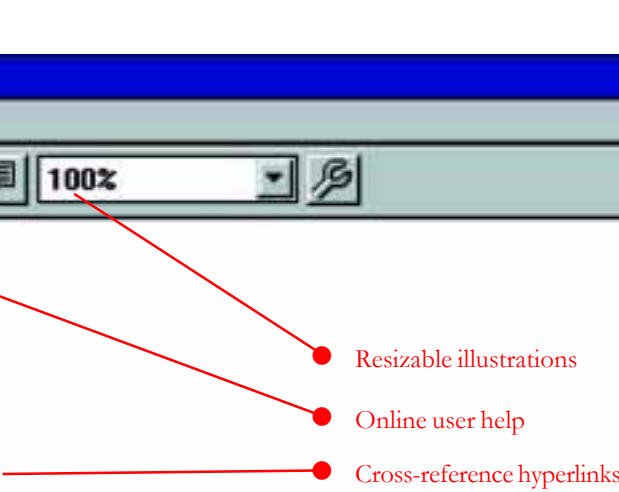 100%
Resizable illustrations
Online user help
Cross-reference hyperlinks